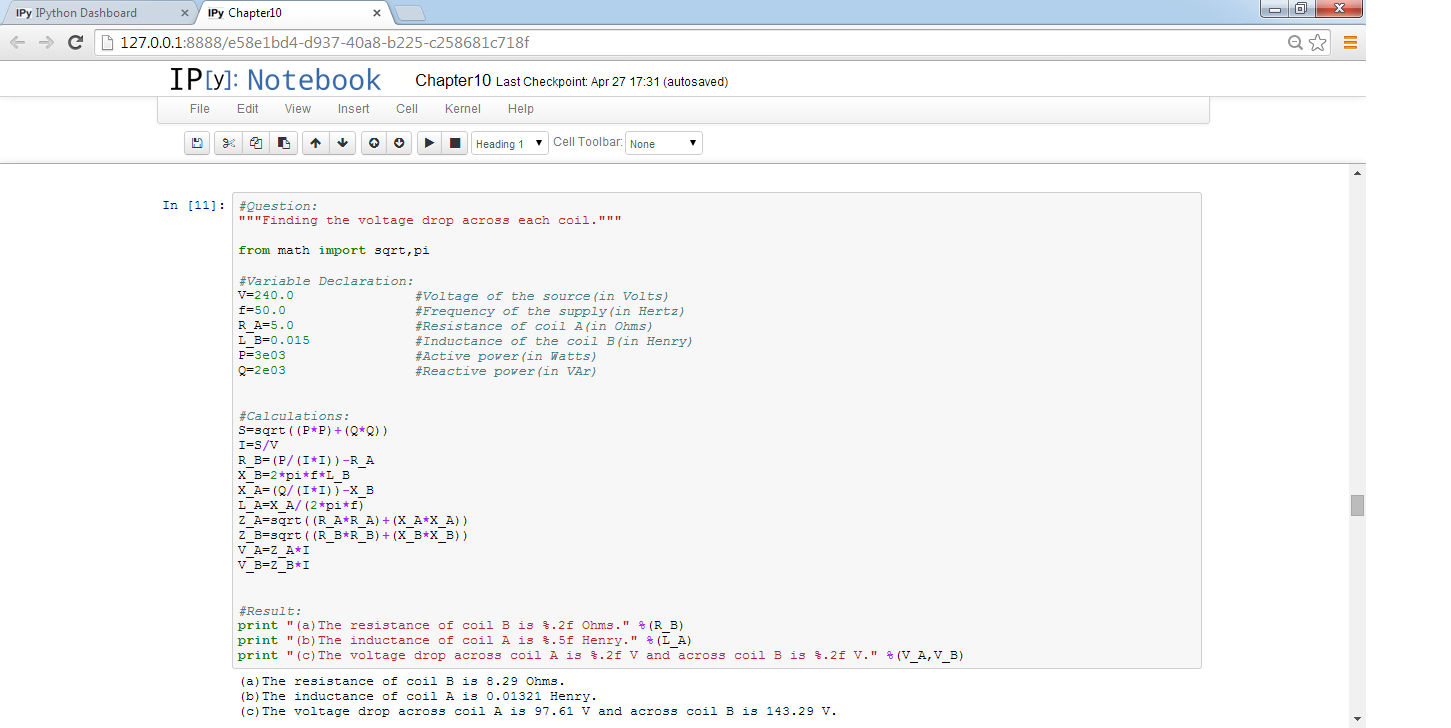 IPy IPython Dashboard
IPy Chapter10
127.0.0.1:8888/e58e1bd4-d937-40a8-b225-c258681c718f
IP[y]: Notebook
Chapter10 Last Checkpoint: Apr 27 17:31 (autosaved)
File Edit View Insert Cell Kernel Help
Heading 1 Cell Toolbar: None
In [11]: #Question:
"""Finding the voltage drop across each coil."""
from math import sqrt,pi
#Variable Declaration:
V=240.0 #Voltage of the source(in Volts)
f=50.0 #Frequency of the supply(in Hertz)
R_A=5.0 #Resistance of coil A(in Ohms)
L_B=0.015 #Inductance of the coil B(in Henry)
P=3e03 #Active power(in Watts)
Q=2e03 #Reactive power(in VAr)
#Calculations:
S=sqrt((P*P)+(Q*Q))
I=S/V
R_B=(P/(I*I))-R_A
X_B=2*pi*f*L_B
X_A=(Q/(I*I))-X_B
L_A=X_A/(2*pi*f)
Z_A=sqrt((R_A*R_A)+(X_A*X_A))
Z_B=sqrt((R_B*R_B)+(X_B*X_B))
V_A=Z_A*I
V_B=Z_B*I
#Result:
print "(a)The resistance of coil B is %.2f Ohms." %(R_B)
print "(b)The inductance of coil A is %.5f Henry." %(L_A)
print "(c)The voltage drop across coil A is %.2f V and across coil B is %.2f V." %(V_A,V_B)
(a)The resistance of coil B is 8.29 Ohms.
(b)The inductance of coil A is 0.01321 Henry.
(c)The voltage drop across coil A is 97.61 V and across coil B is 143.29 V.